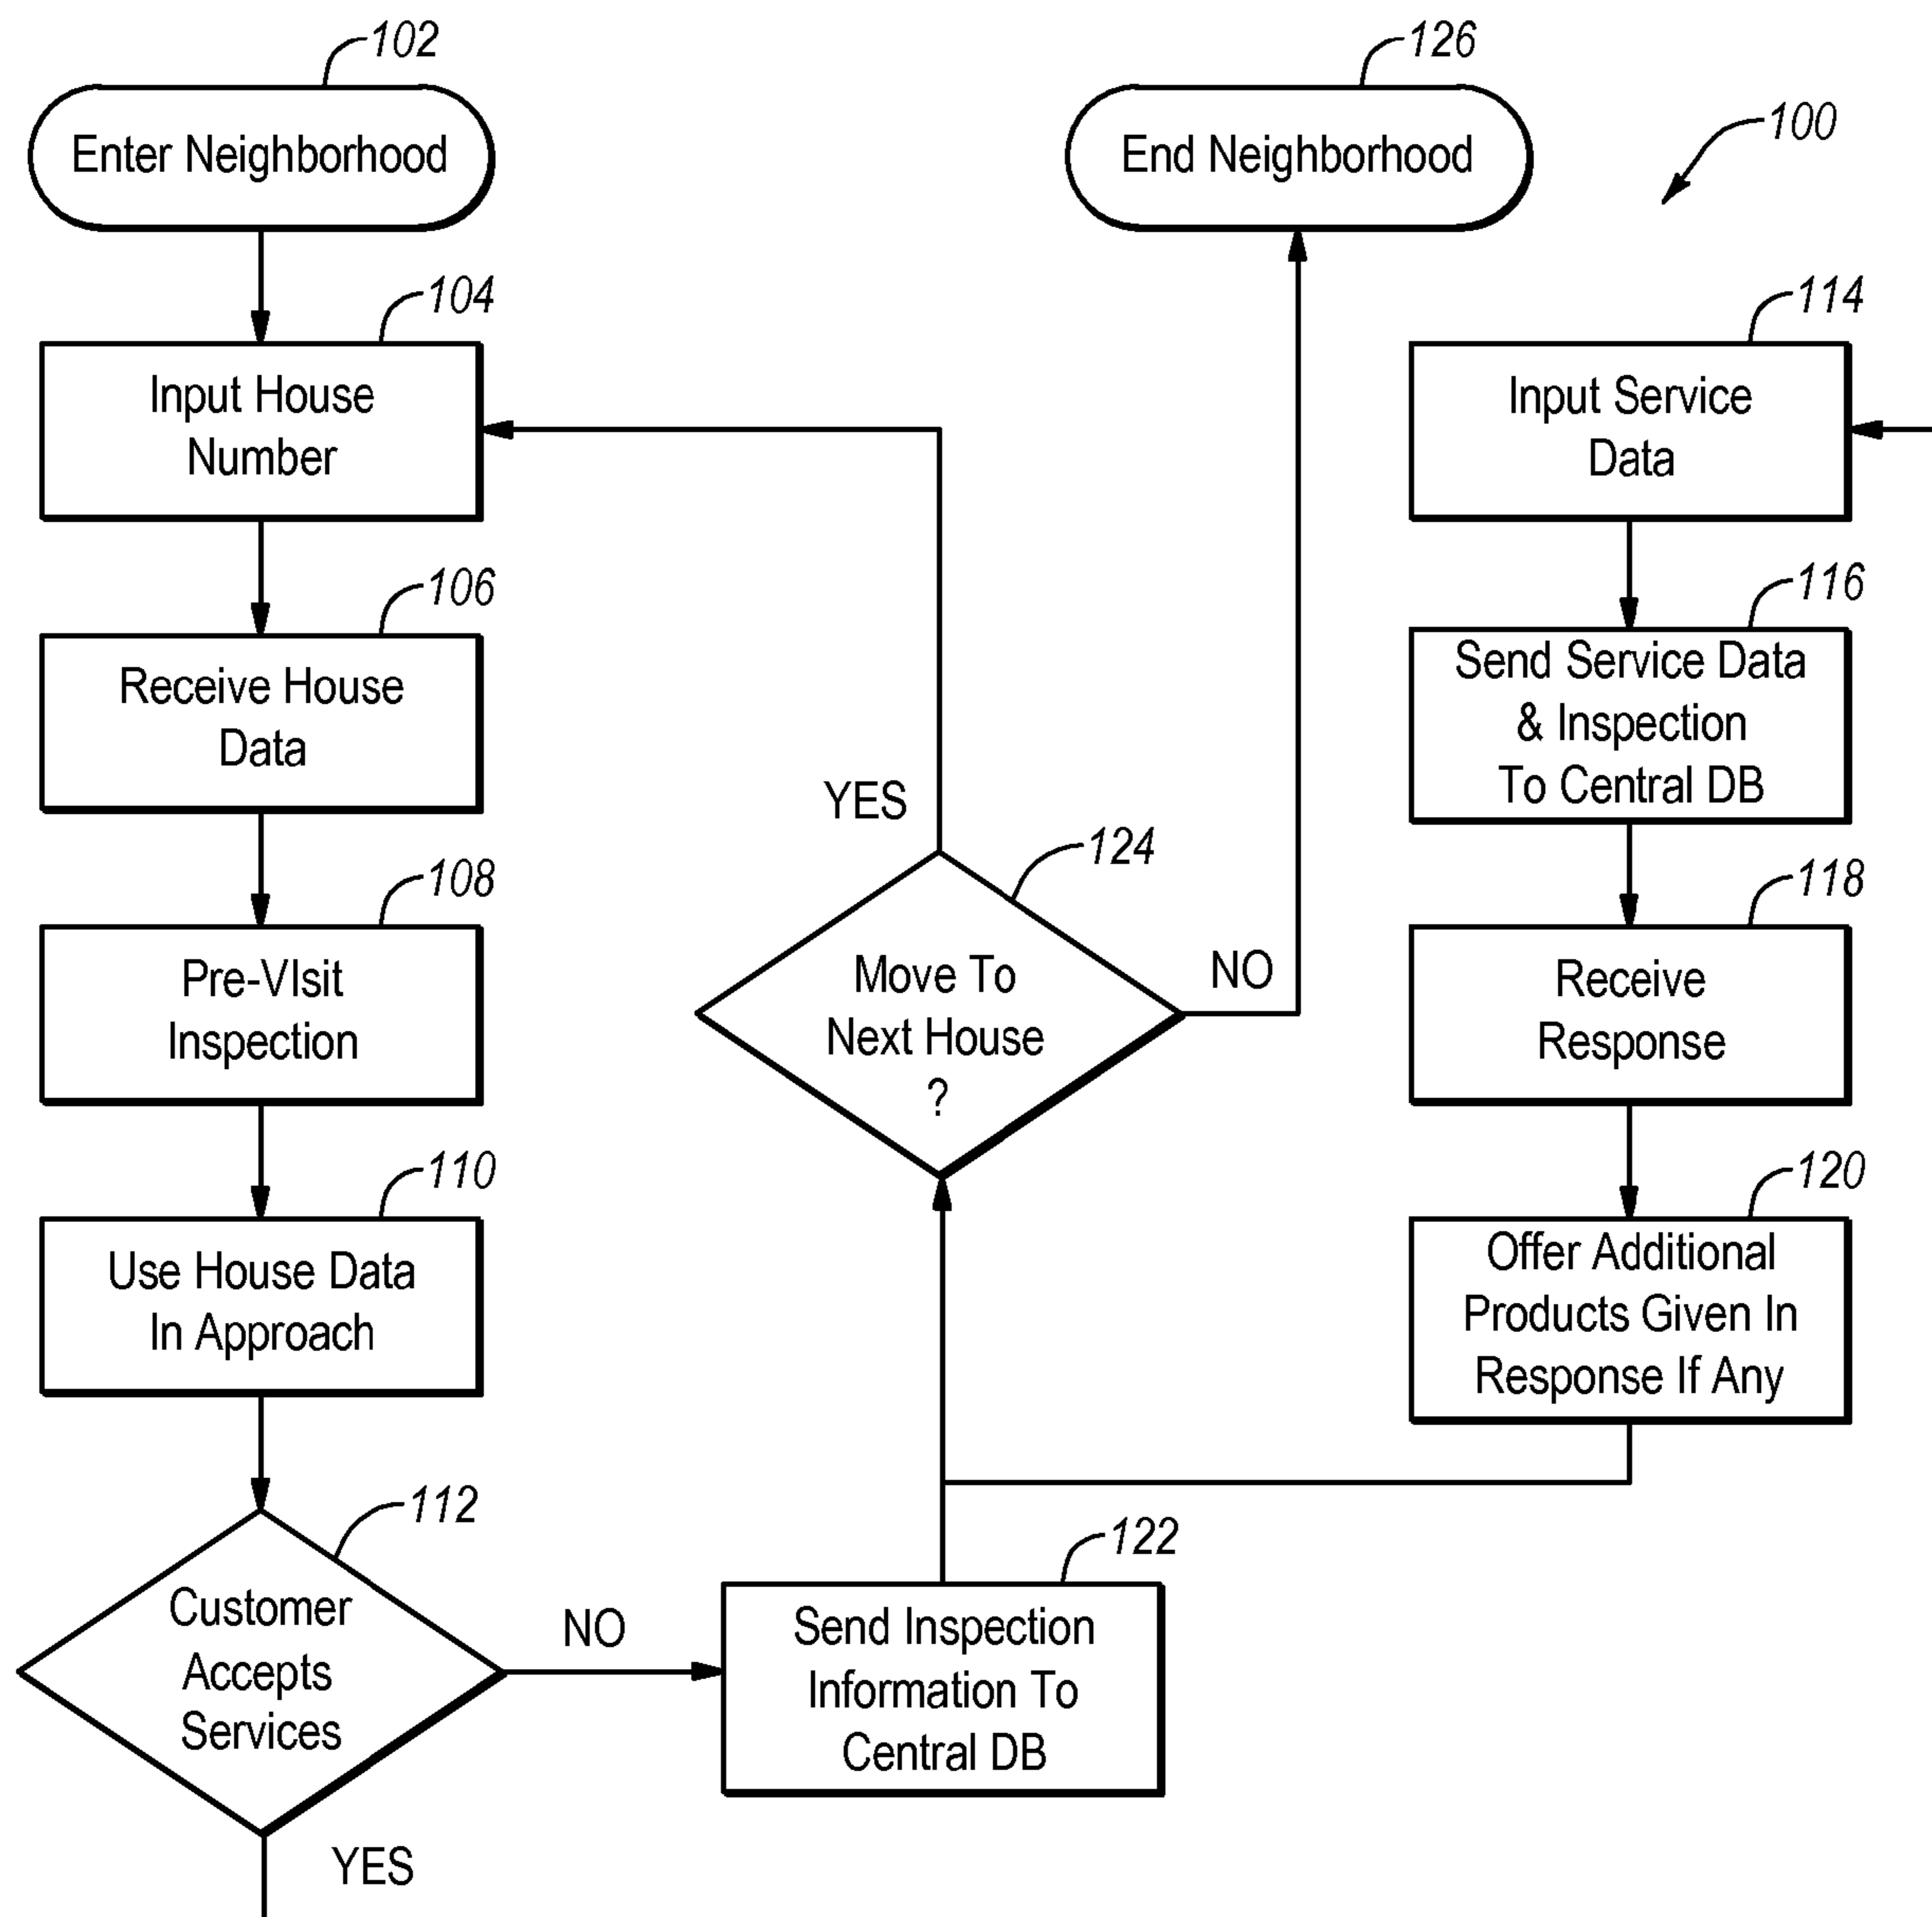 102
Enter Neighborhood
104
Input House
Number
106
Receive House
Data
108
Pre-VIsit
Inspection
110
Use House Data
In Approach
112
Customer
Accepts
Services
YES
NO
122
Send Inspection
Information To
Central DB
124
Move To
Next House
?
YES
NO
126
End Neighborhood
100
114
Input Service
Data
116
Send Service Data
& Inspection
To Central DB
118
Receive
Response
120
Offer Additional
Products Given In
Response If Any